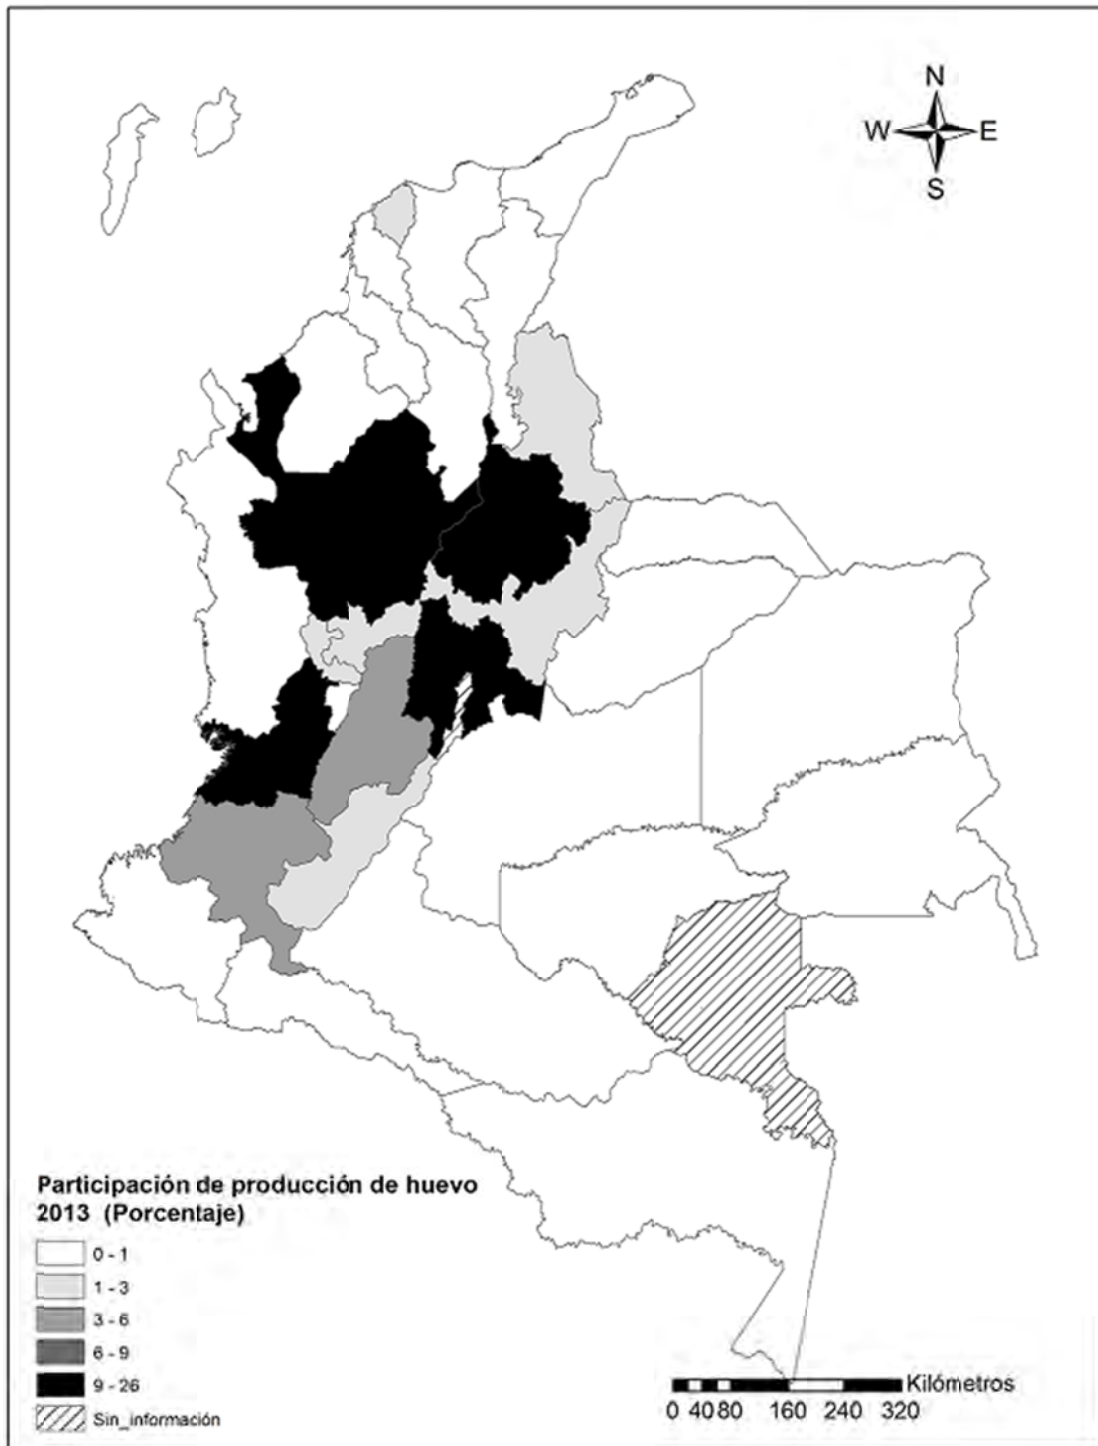 N
W E
S
Participación de producción de huevo
2013 (Porcentaje)
0 - 1
1 - 3
3 - 6
6 - 9
9 - 26
Sin_información
Kilómetros
0 40 80 160 240 320